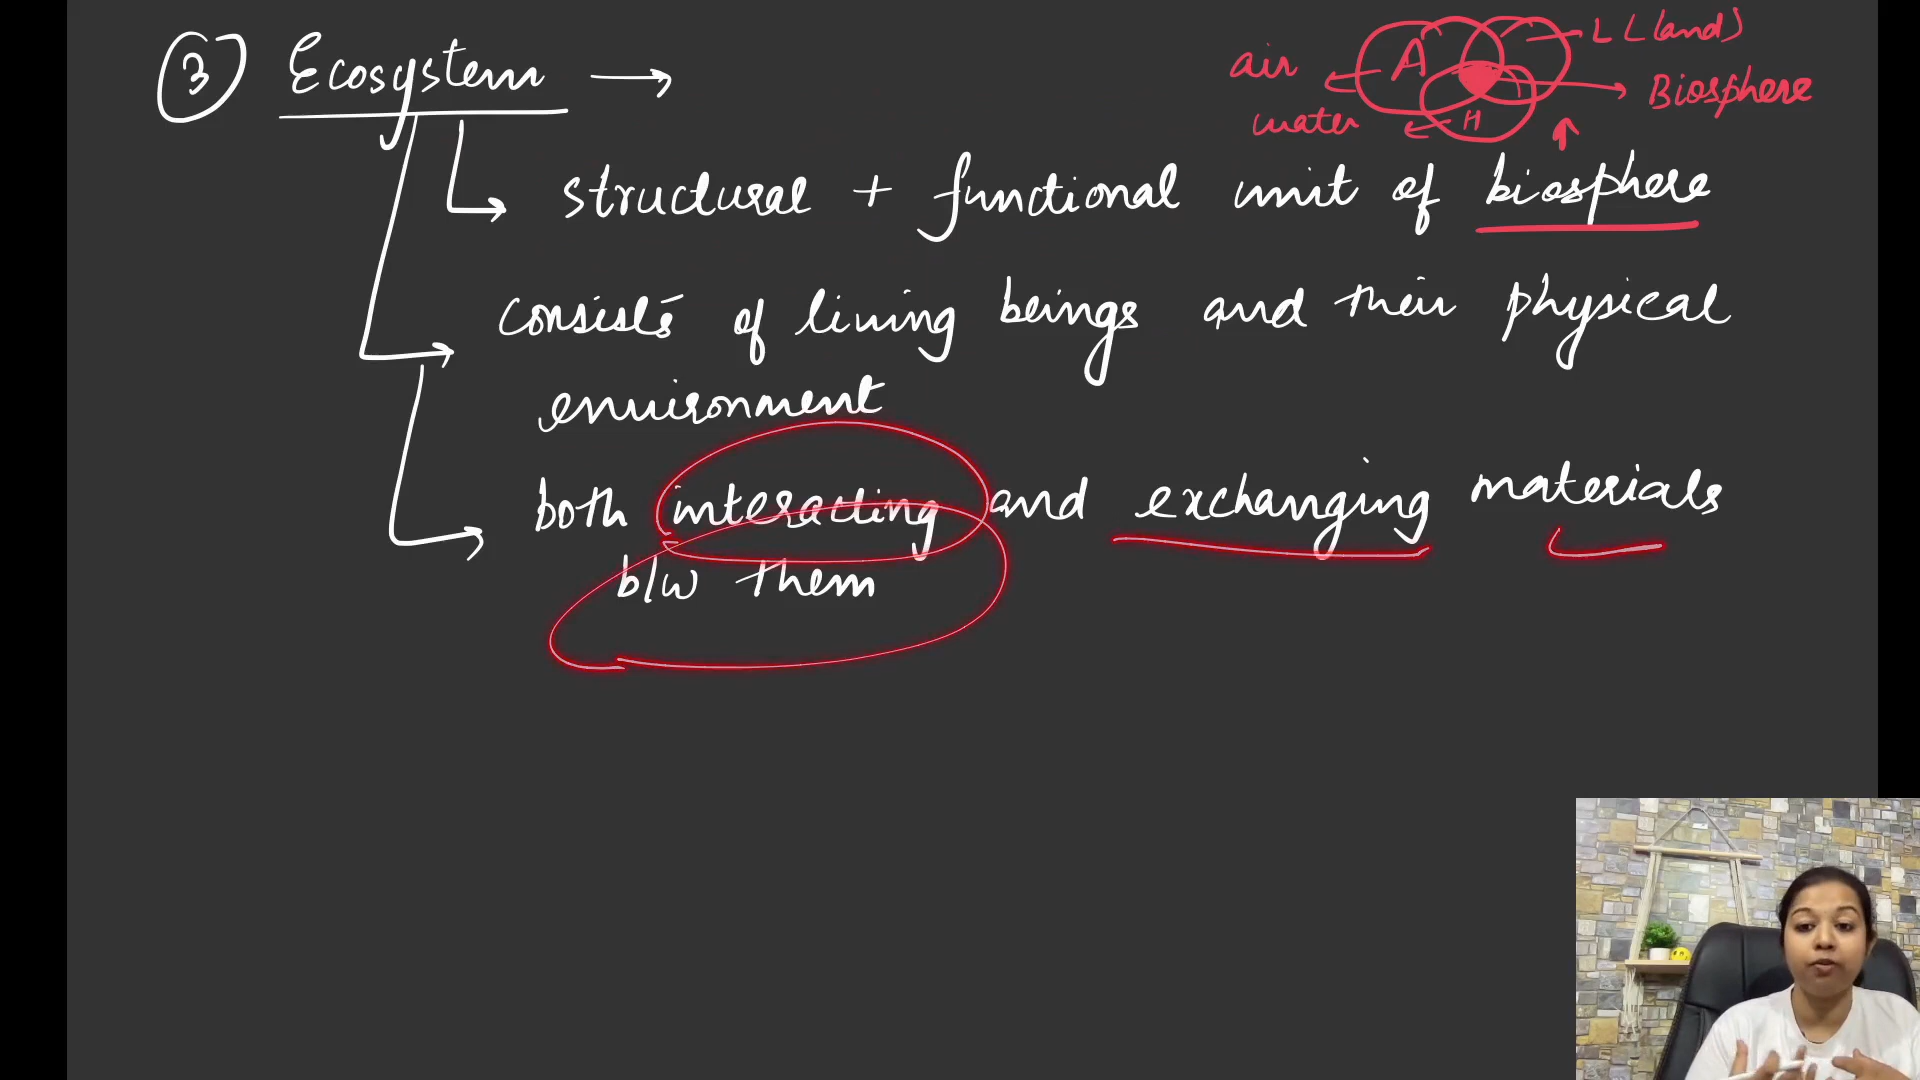 3 Ecosystem →
air A L (land)
water H Biosphere
structural + functional unit of biosphere
consists of living beings and their physical
environment
both interacting and exchanging materials
b/w them